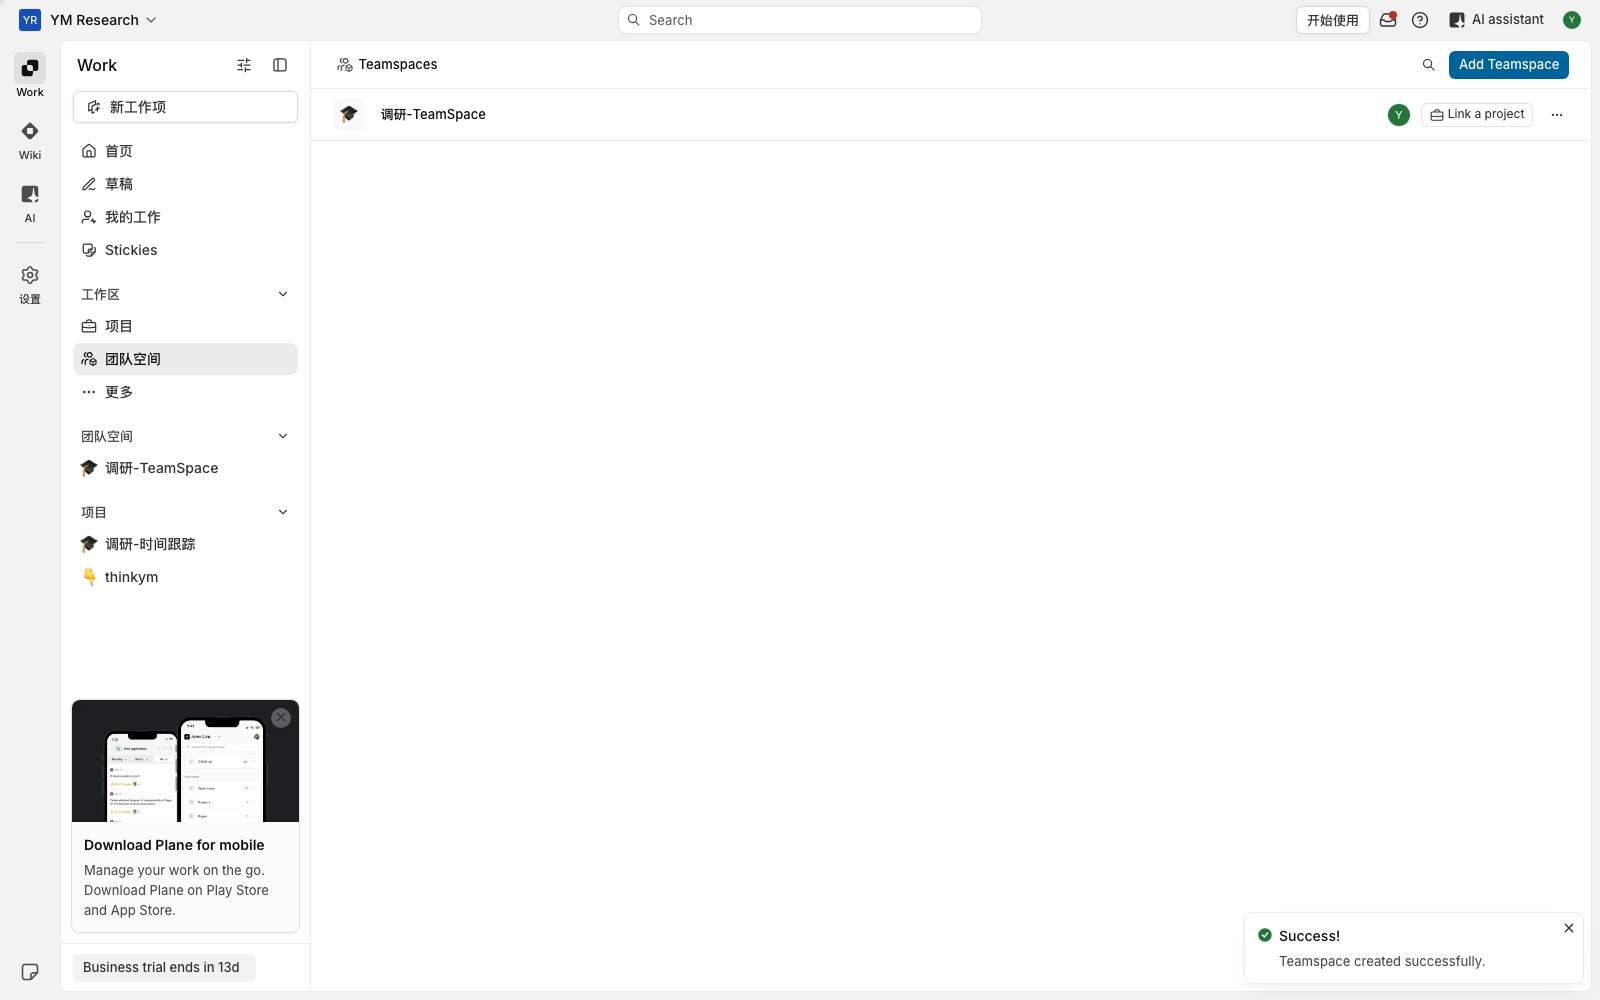 YR YM Research
Search
开始使用
AI assistant
Y
Work
Wiki
AI
设置
Work
新工作项
首页
草稿
我的工作
Stickies
工作区
项目
团队空间
更多
团队空间
调研-TeamSpace
项目
调研-时间跟踪
thinkym
Download Plane for mobile
Manage your work on the go.
Download Plane on Play Store
and App Store.
Business trial ends in 13d
Teamspaces
Add Teamspace
调研-TeamSpace
Y
Link a project
Success!
Teamspace created successfully.